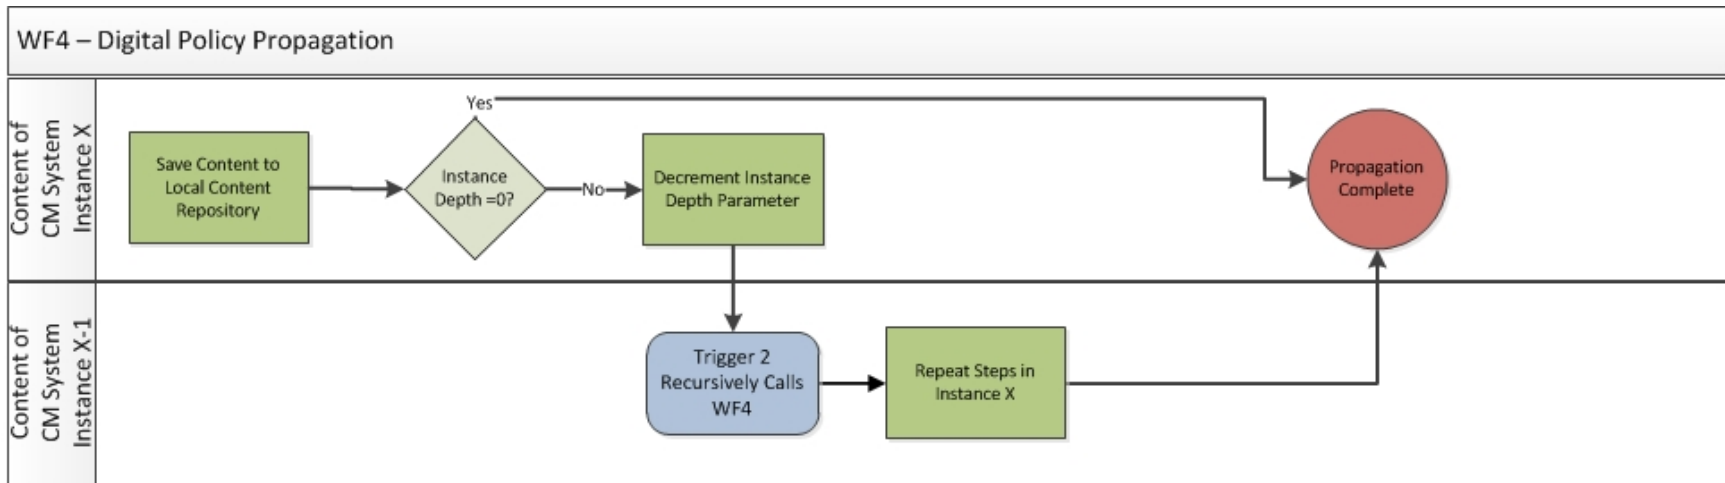 WF4 – Digital Policy Propagation
Content of
CM System
Instance X
Save Content to
Local Content
Repository
Yes
Instance
Depth =0?
No
Decrement Instance
Depth Parameter
Propagation
Complete
Content of
CM System
Instance X-1
Trigger 2
Recursively Calls
WF4
Repeat Steps in
Instance X